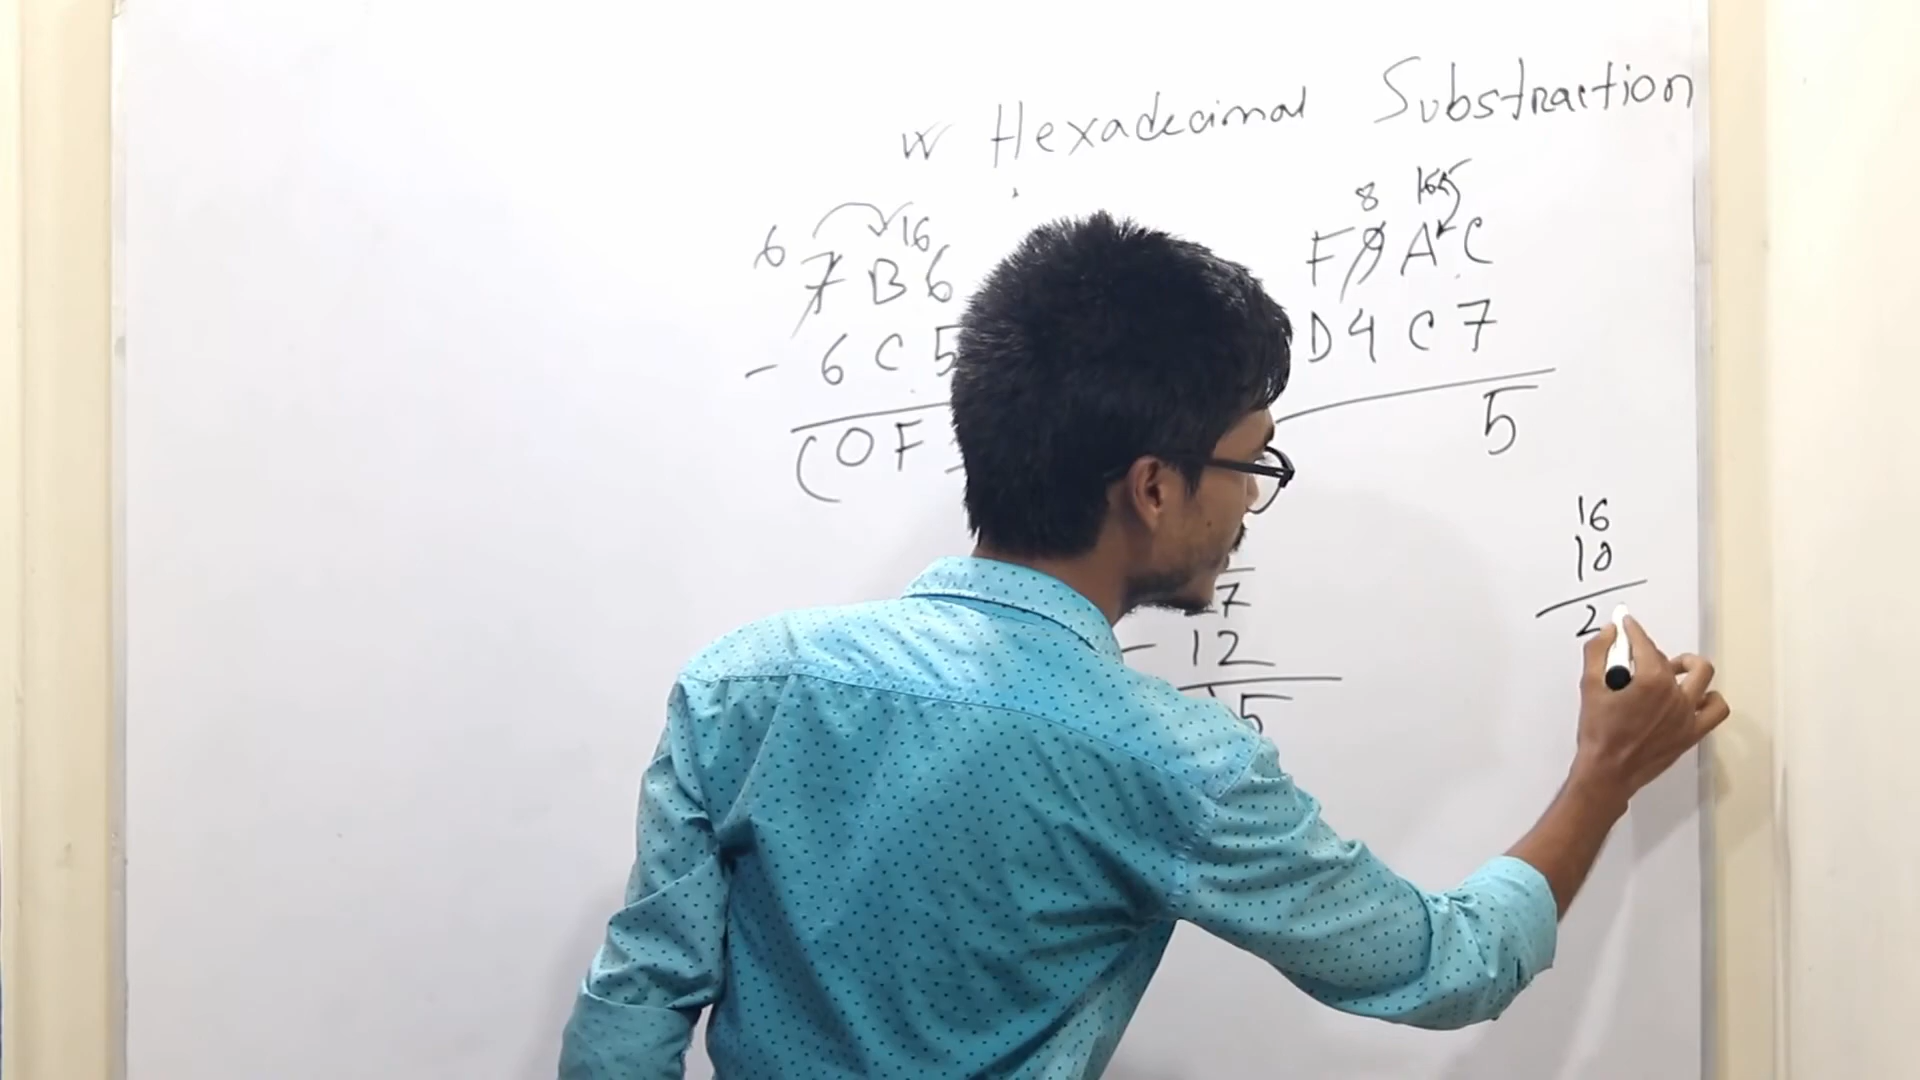 w Hexadecimal Substraction
6 16
7 B 6
- 6 C 5
(0 F
8 16
F 9 A C
D 4 C 7
5
7
- 12
5
16
10
2